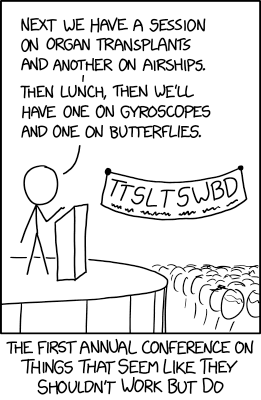 NEXT WE HAVE A SESSION
ON ORGAN TRANSPLANTS
AND ANOTHER ON AIRSHIPS.
THEN LUNCH, THEN WE'LL
HAVE ONE ON GYROSCOPES
AND ONE ON BUTTERFLIES.
TTSLTSWBD
THE FIRST ANNUAL CONFERENCE ON
THINGS THAT SEEM LIKE THEY
SHOULDN'T WORK BUT DO